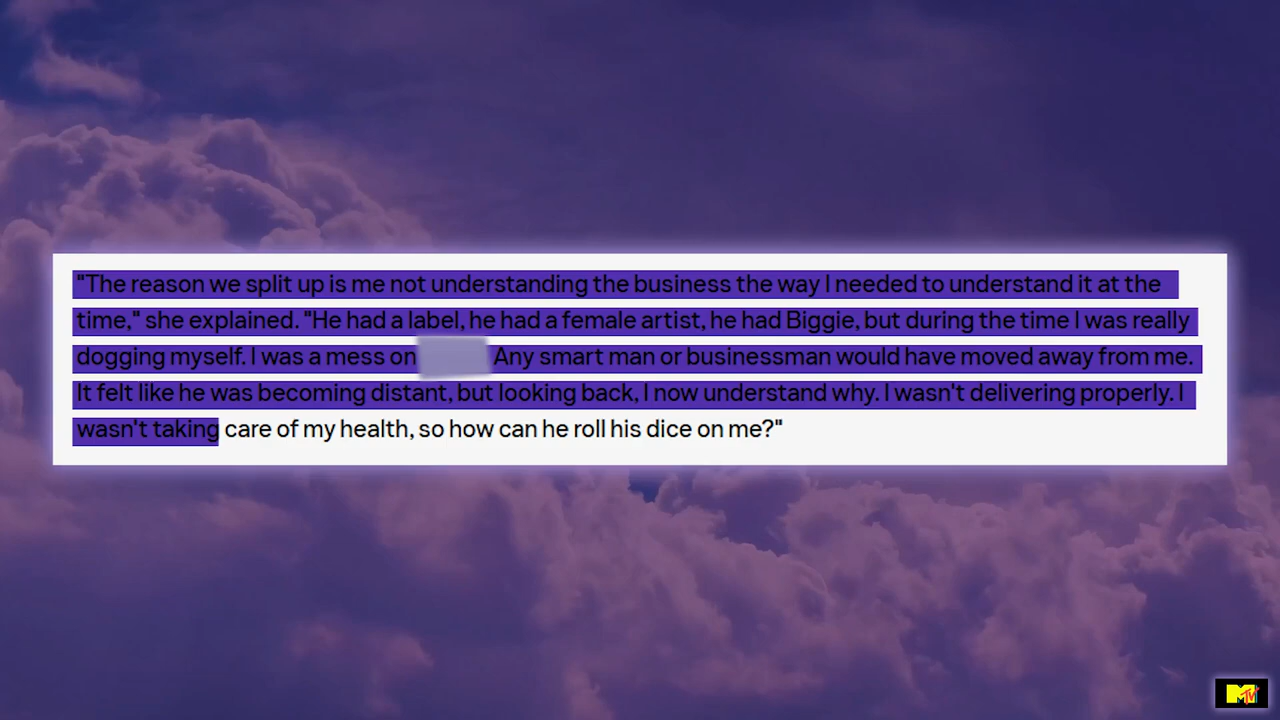 "The reason we split up is me not understanding the business the way I needed to understand it at the
time," she explained. "He had a label, he had a female artist, he had Biggie, but during the time I was really
dogging myself. I was a mess on Any smart man or businessman would have moved away from me.
It felt like he was becoming distant, but looking back, I now understand why. I wasn't delivering properly. I
wasn't taking care of my health, so how can he roll his dice on me?"
MTV